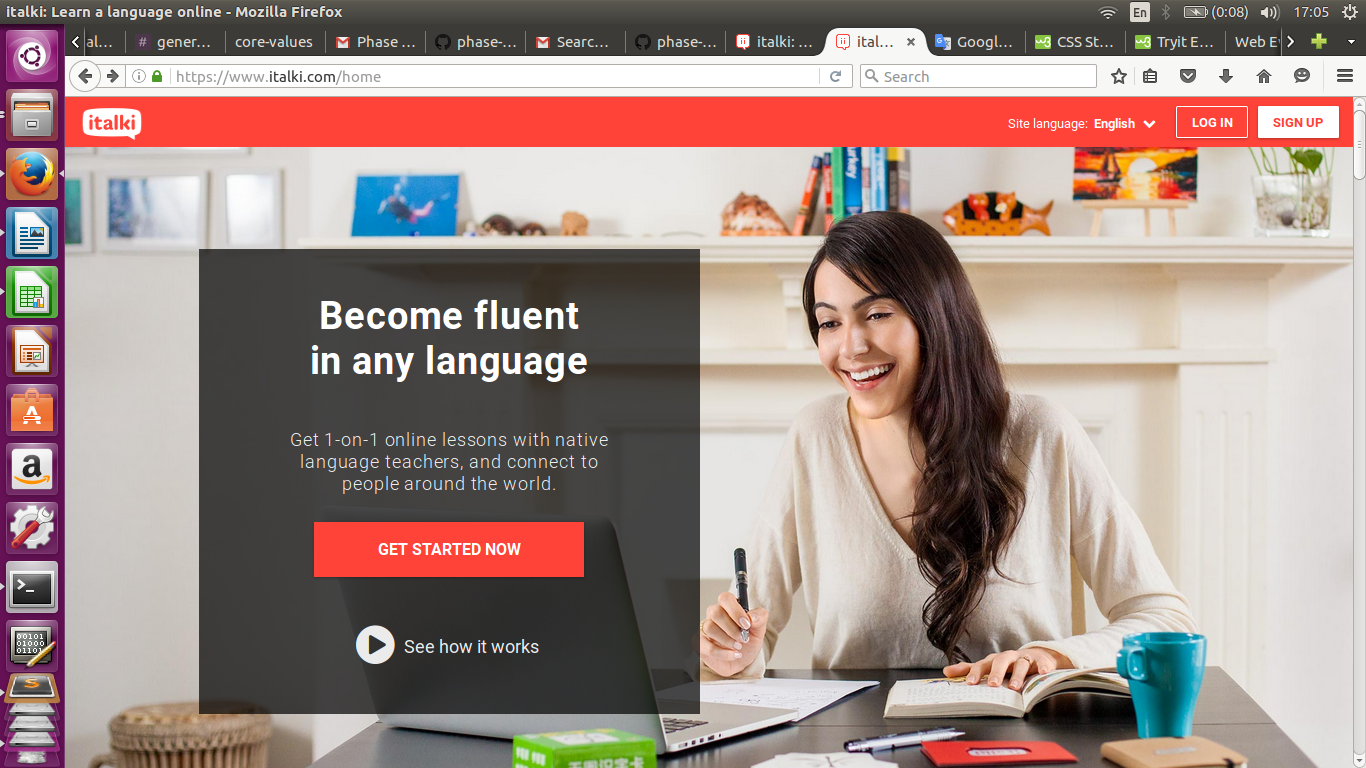 italki: Learn a language online - Mozilla Firefox
En
(0:08)
17:05
al...
# gener...
core-values
Phase ...
phase-...
Searc...
phase-...
italki: ...
ital...
Googl...
CSS St...
Tryit E...
Web E
https://www.italki.com/home
Search
italki
Site language: English
LOG IN
SIGN UP
Become fluent
in any language
Get 1-on-1 online lessons with native
language teachers, and connect to
people around the world.
GET STARTED NOW
See how it works